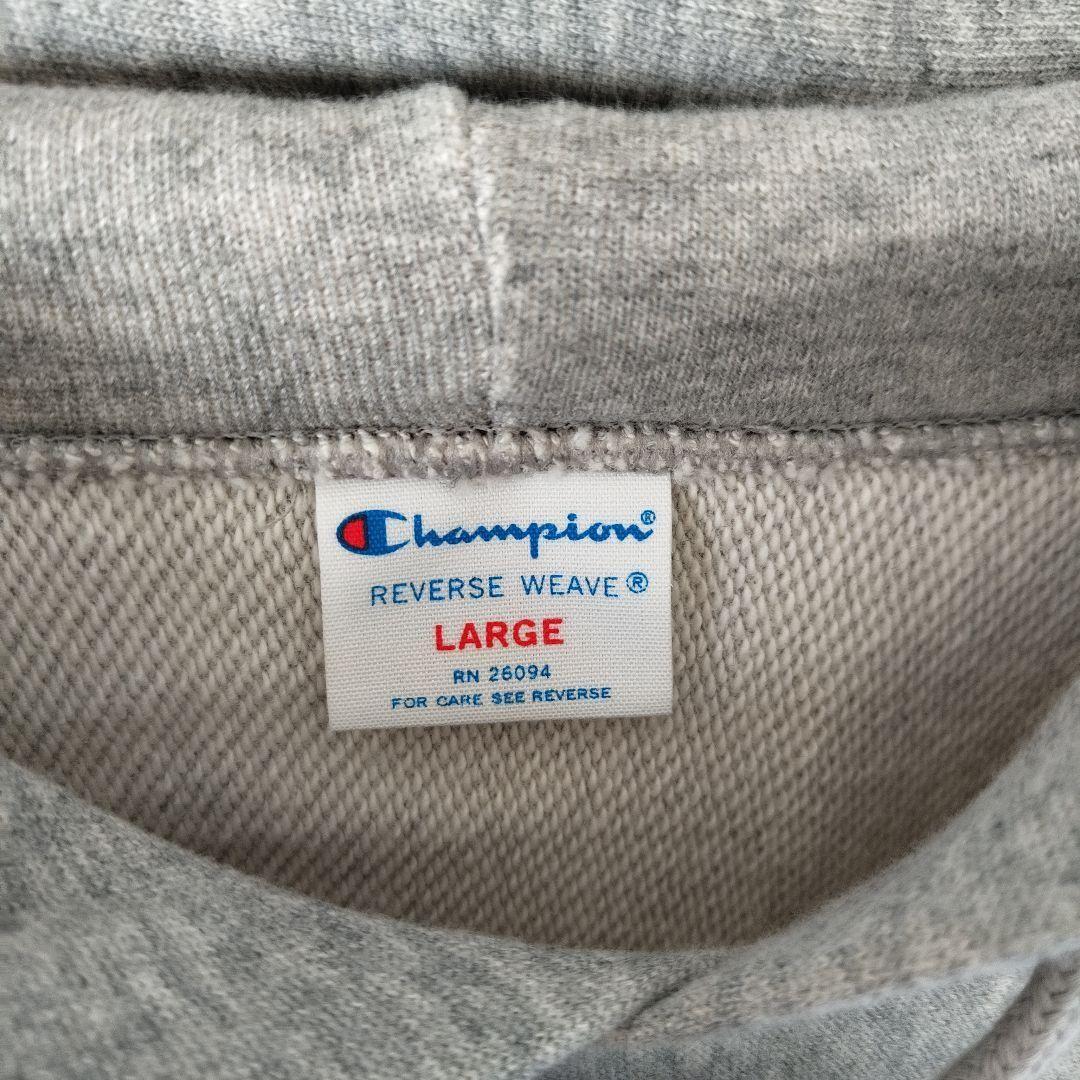 Champion®
REVERSE WEAVE®
LARGE
RN 26094
FOR CARE SEE REVERSE